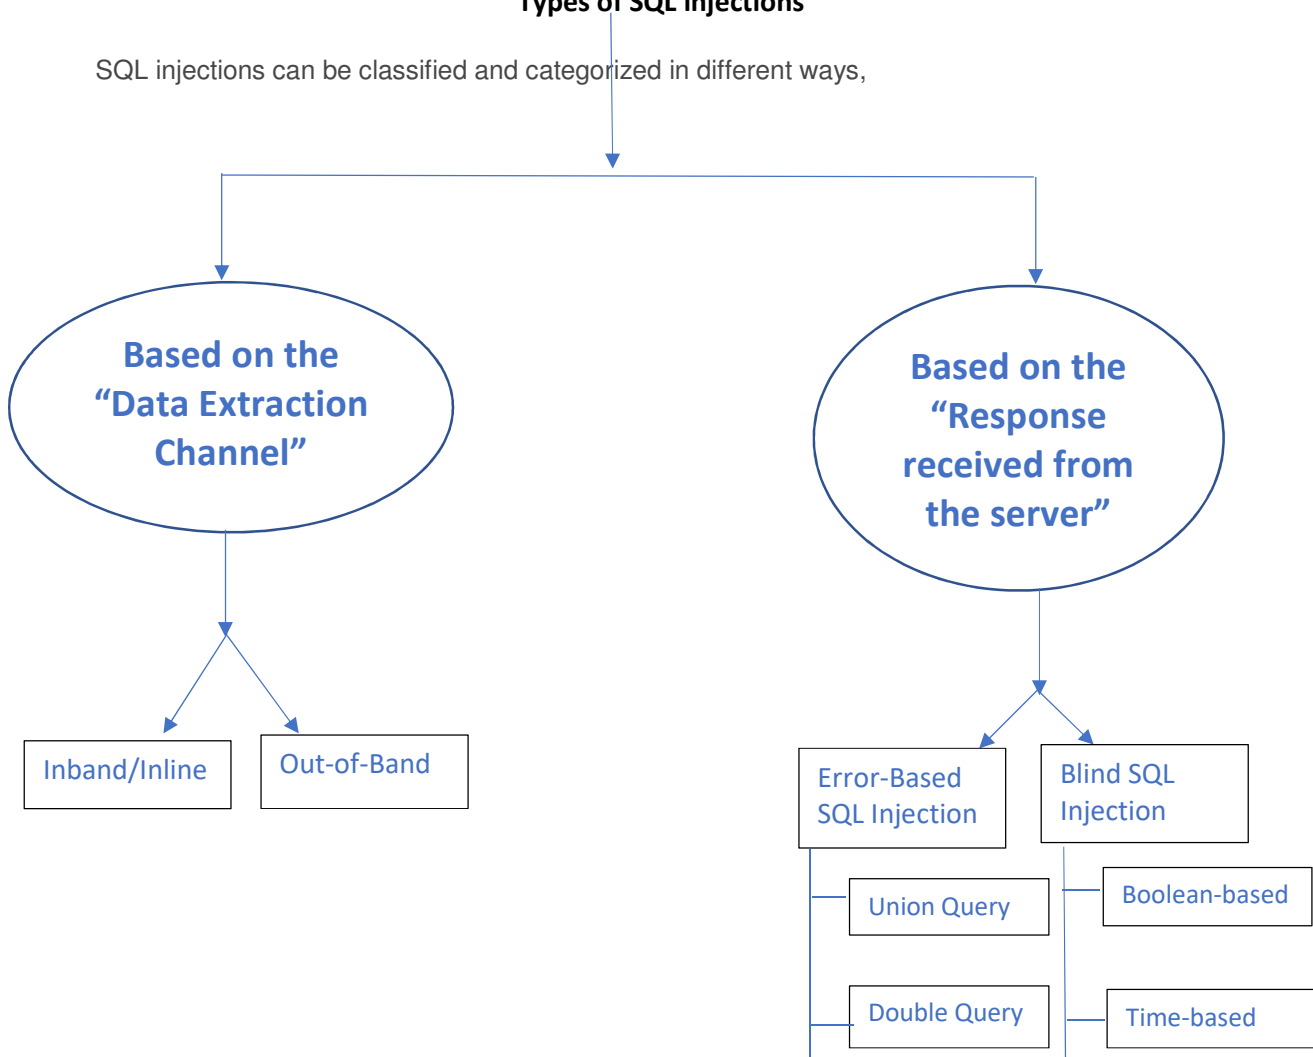 Types of SQL Injections
SQL injections can be classified and categorized in different ways,
Based on the
“Data Extraction
Channel”
Based on the
“Response
received from
the server”
Inband/Inline
Out-of-Band
Error-Based
SQL Injection
Blind SQL
Injection
Union Query
Boolean-based
Double Query
Time-based